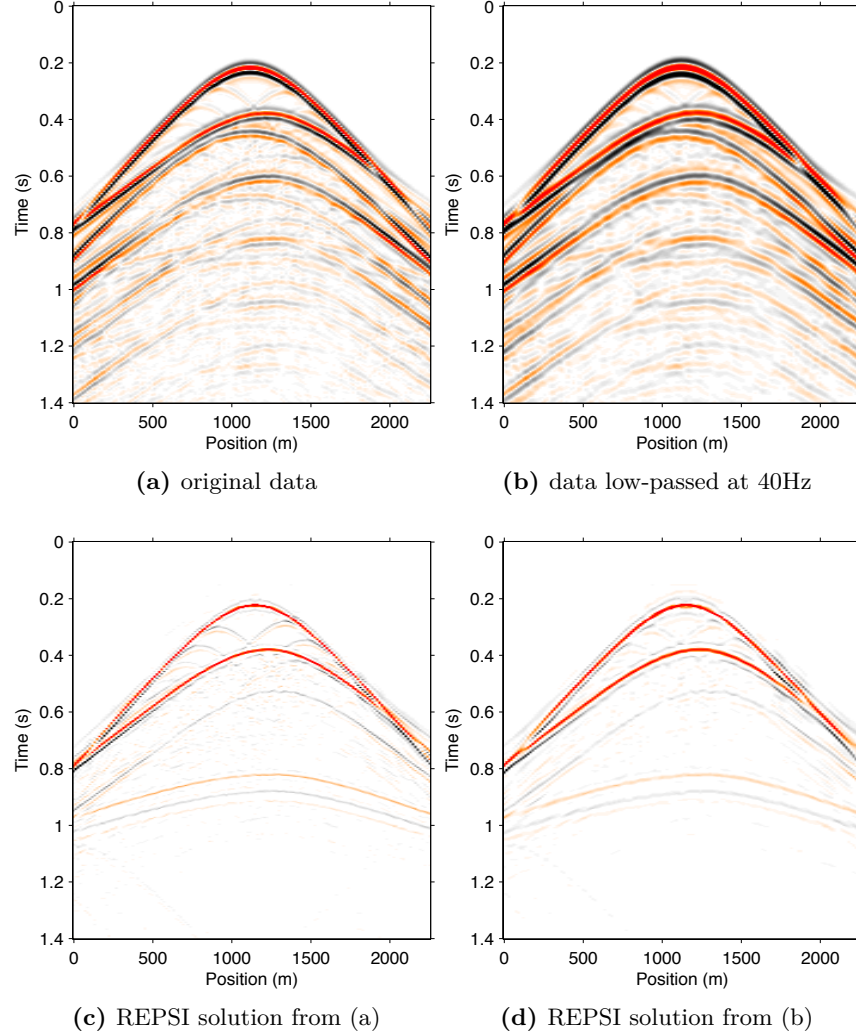 0
0.2
0.4
0.6
0.8
1
1.2
1.4
Time (s)
0 500 1000 1500 2000
Position (m)
(a) original data
0
0.2
0.4
0.6
0.8
1
1.2
1.4
Time (s)
0 500 1000 1500 2000
Position (m)
(b) data low-passed at 40Hz
0
0.2
0.4
0.6
0.8
1
1.2
1.4
Time (s)
0 500 1000 1500 2000
Position (m)
(c) REPSI solution from (a)
0
0.2
0.4
0.6
0.8
1
1.2
1.4
Time (s)
0 500 1000 1500 2000
Position (m)
(d) REPSI solution from (b)